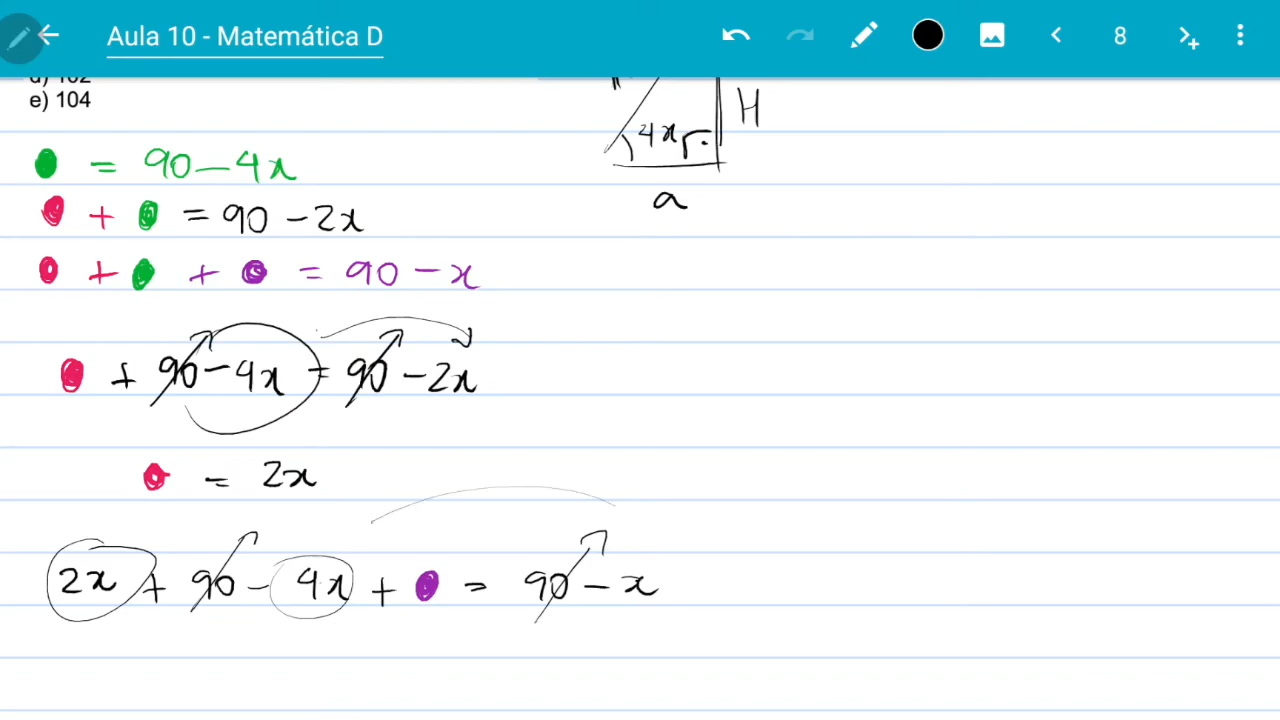 Aula 10 - Matemática D
8
e) 104
4x
H
a
= 90 - 4x
+ = 90 - 2x
+ + = 90 - x
+ 90 - 4x = 90 - 2x
= 2x
2x + 90 - 4x + = 90 - x